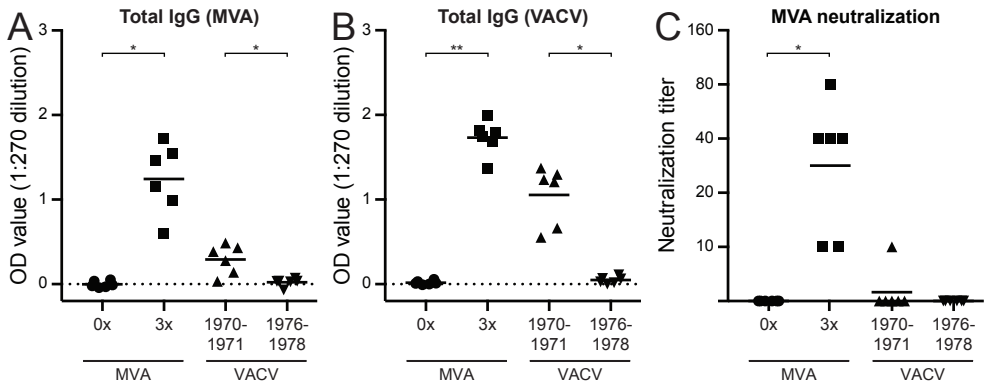 A
Total IgG (MVA)
OD value (1:270 dilution)
3
2
1
0
*
*
0x
3x
1970-
1971
1976-
1978
MVA
VACV
B
Total IgG (VACV)
OD value (1:270 dilution)
3
2
1
0
**
*
0x
3x
1970-
1971
1976-
1978
MVA
VACV
C
MVA neutralization
Neutralization titer
160
80
40
20
10
*
0x
3x
1970-
1971
1976-
1978
MVA
VACV